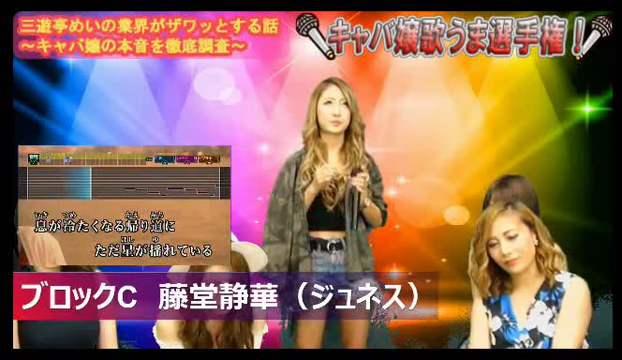 三遊亭めいの業界がザワッとする話
～キャバ嬢の本音を徹底調査～
キャバ嬢歌うま選手権！
息が冷たくなる帰り道に
ただ星が揺れている
ブロックC 藤堂静華（ジュネス）